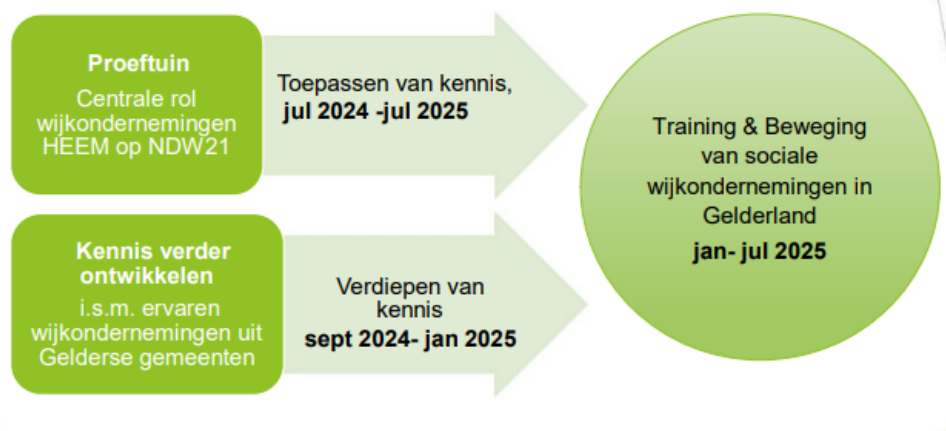 Proeftuin
Centrale rol
wijkondernemingen
HEEM op NDW21
Toepassen van kennis,
jul 2024 -jul 2025
Kennis verder
ontwikkelen
i.s.m. ervaren
wijkondernemingen uit
Gelderse gemeenten
Verdiepen van
kennis
sept 2024- jan 2025
Training & Beweging
van sociale
wijkondernemingen in
Gelderland
jan- jul 2025